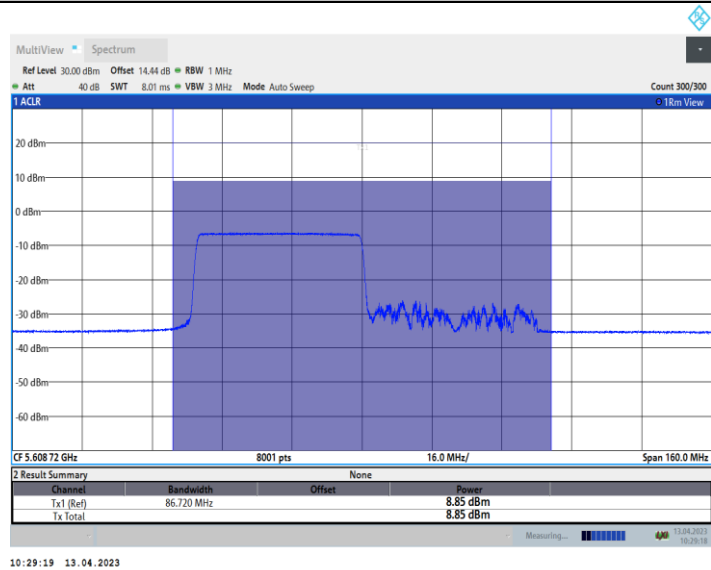 MultiView Spectrum
Ref Level 30.00 dBm Offset 14.44 dB RBW 1 MHz
Att 40 dB SWT 8.01 ms VBW 3 MHz Mode Auto Sweep Count 300/300
1 ACLR 1Rm View
20 dBm
10 dBm
0 dBm
-10 dBm
-20 dBm
-30 dBm
-40 dBm
-50 dBm
-60 dBm
CF 5.608 72 GHz 8001 pts 16.0 MHz/ Span 160.0 MHz
2 Result Summary None
Channel Bandwidth Offset Power
Tx1 (Ref) 86.720 MHz 8.85 dBm
Tx Total 8.85 dBm
Measuring... 13.04.2023
10:29:18
10:29:19 13.04.2023